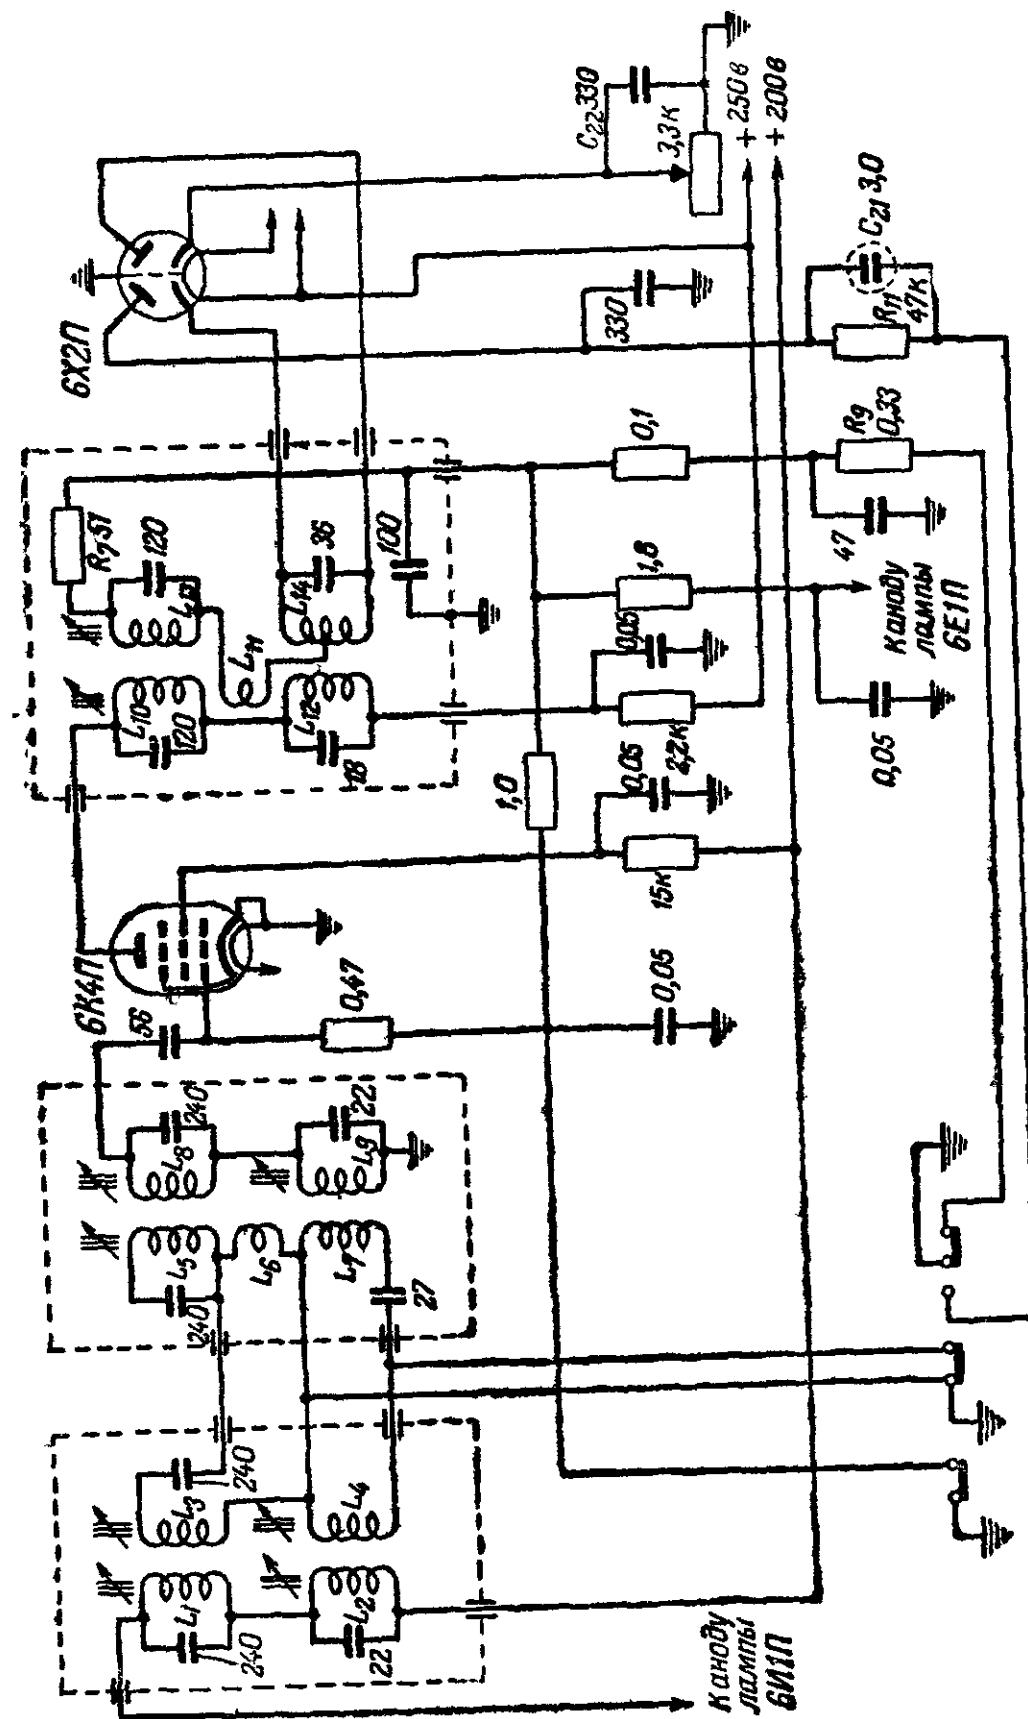 К аноду
лампы
6И1П
240
L1
22
L2
L3
240
L4
240
L5
L6
L7
27
L8
240
L9
22
56
6К4П
0,47
0,05
15к
0,05
2,2к
0,05
1,0
L10
120
L12
18
L11
L13
120
R7 51
L14
36
100
6Х2П
1,8
0,1
К аноду
лампы
6Е1П
0,05
47
R9
0,33
330
R11
47к
C21 3,0
C22 330
3,3к
+ 250в
+ 200в